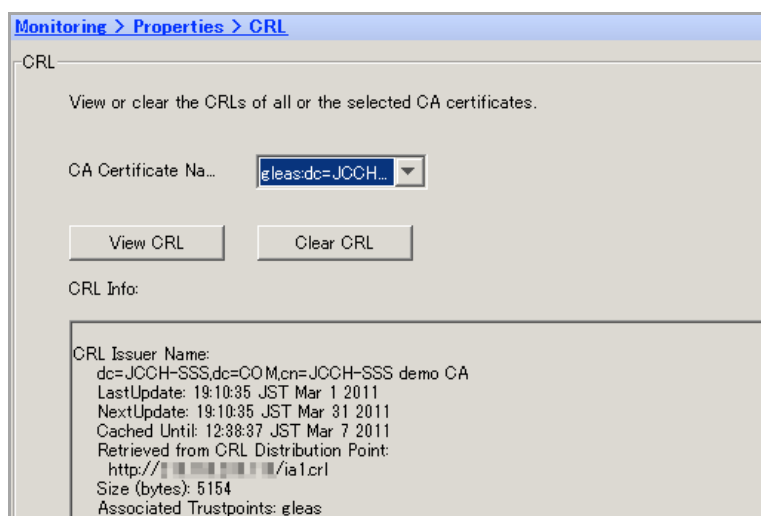 Monitoring > Properties > CRL
CRL
View or clear the CRLs of all or the selected CA certificates.
CA Certificate Na... gleas:dc=JCCH...
View CRL Clear CRL
CRL Info:
CRL Issuer Name:
dc=JCCH-SSS,dc=COM,cn=JCCH-SSS demo CA
LastUpdate: 19:10:35 JST Mar 1 2011
NextUpdate: 19:10:35 JST Mar 31 2011
Cached Until: 12:38:37 JST Mar 7 2011
Retrieved from CRL Distribution Point:
http:// /ia1.crl
Size (bytes): 5154
Associated Trustpoints: gleas